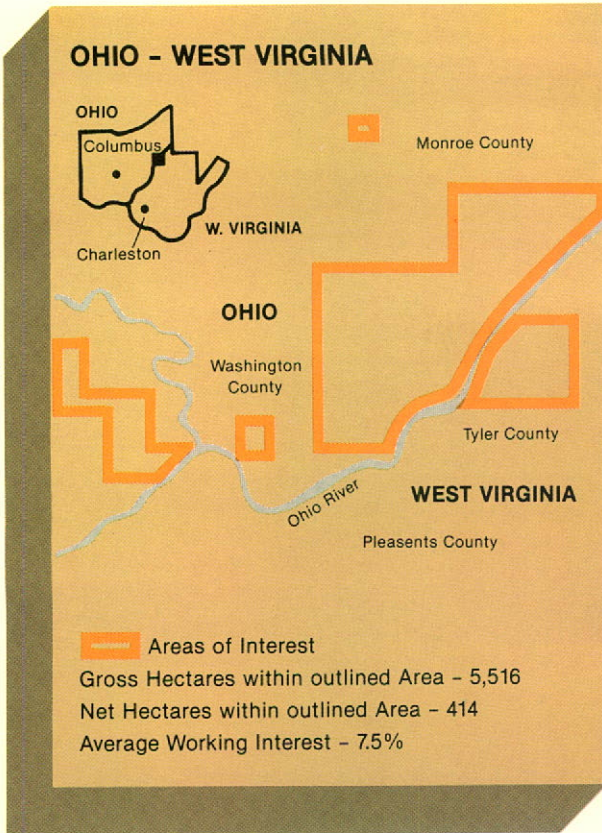 OHIO – WEST VIRGINIA
OHIO
Columbus
W. VIRGINIA
Charleston
Monroe County
OHIO
Washington
County
Tyler County
Ohio River
WEST VIRGINIA
Pleasents County
Areas of Interest
Gross Hectares within outlined Area – 5,516
Net Hectares within outlined Area – 414
Average Working Interest – 7.5%